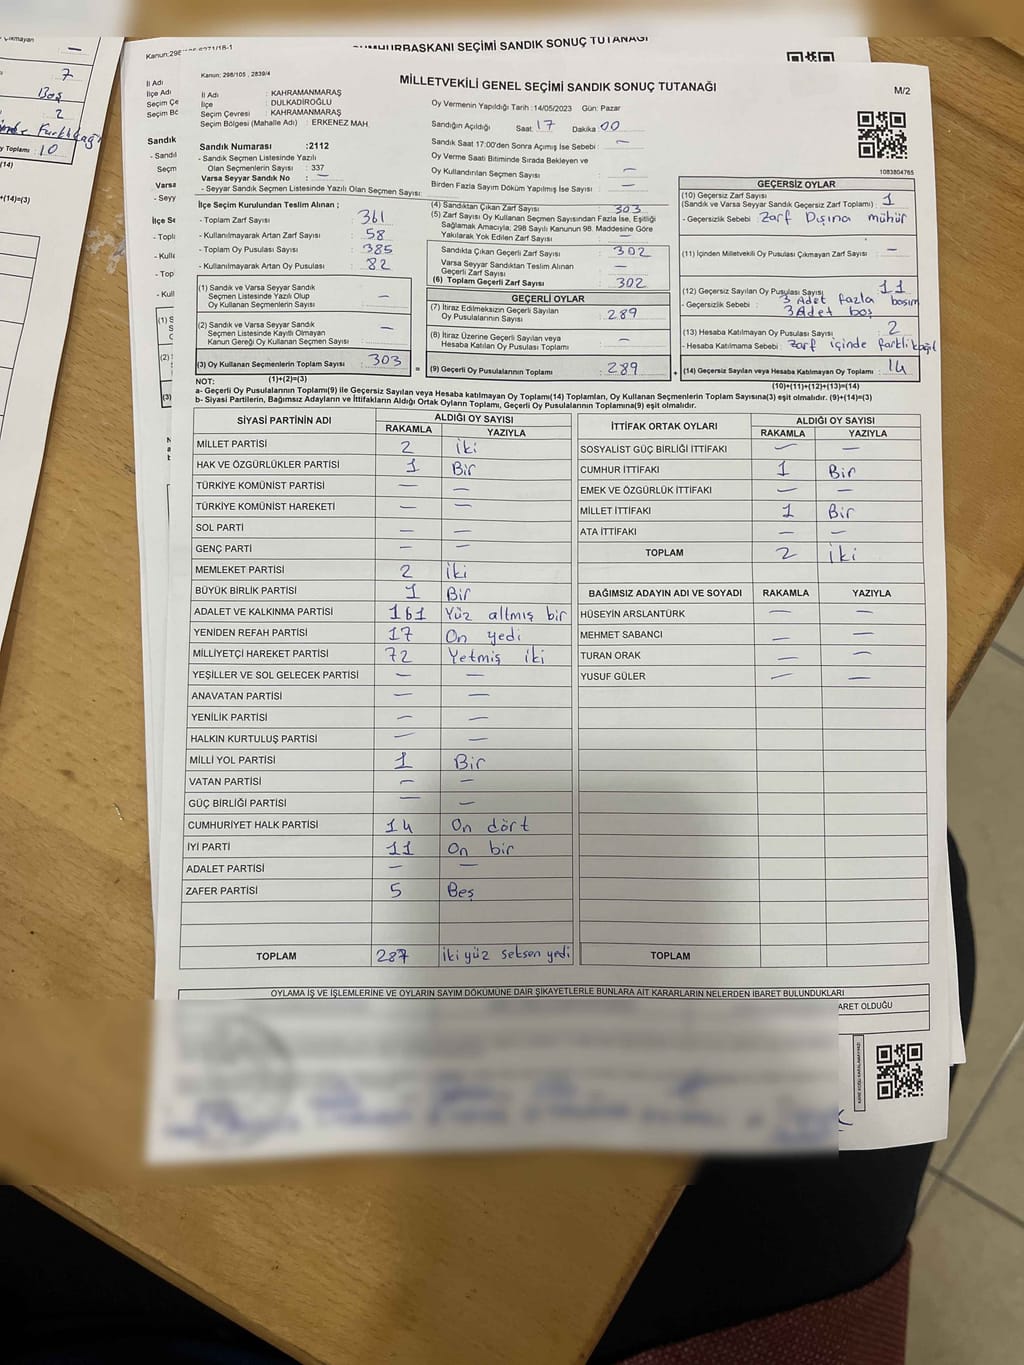 CUMHURBAŞKANI SEÇİMİ SANDIK SONUÇ TUTANAĞI
Kanun: 298/105 , 2839/4
MİLLETVEKİLİ GENEL SEÇİMİ SANDIK SONUÇ TUTANAĞI
M/2
İl Adı : KAHRAMANMARAŞ
İlçe : DULKADİROĞLU
Seçim Çevresi : KAHRAMANMARAŞ
Seçim Bölgesi (Mahalle Adı) : ERKENEZ MAH.
Oy Vermenin Yapıldığı Tarih : 14/05/2023 Gün: Pazar
Sandığın Açıldığı Saat 17 Dakika 00
Sandık Saat 17:00'den Sonra Açılmış İse Sebebi : —
Oy Verme Saati Bitiminde Sırada Bekleyen ve
Oy Kullandırılan Seçmen Sayısı : —
Birden Fazla Sayım Döküm Yapılmış İse Sayısı : —
1083804765
Sandık Numarası :2112
- Sandık Seçmen Listesinde Yazılı
Olan Seçmenlerin Sayısı : 337
Varsa Seyyar Sandık No : —
- Seyyar Sandık Listesinde Yazılı Olan Seçmen Sayısı:
İlçe Seçim Kurulundan Teslim Alınan ;
- Toplam Zarf Sayısı : 361
- Kullanılmayarak Artan Zarf Sayısı : 58
- Toplam Oy Pusulası Sayısı : 385
- Kullanılmayarak Artan Oy Pusulası : 82
(1) Sandık ve Varsa Seyyar Sandık
Seçmen Listesinde Yazılı Olup
Oy Kullanan Seçmenlerin Sayısı : —
(2) Sandık ve Varsa Seyyar Sandık
Seçmen Listesinde Kayıtlı Olmayan
Kanun Gereği Oy Kullanan Seçmen Sayısı : —
(3) Oy Kullanan Seçmenlerin Toplam Sayısı : 303
(1)+(2)=(3)
(4) Sandıktan Çıkan Zarf Sayısı : 303
(5) Zarf Sayısı Oy Kullanan Seçmen Sayısından Fazla İse, Eşitliği
Sağlamak Amacıyla; 298 Sayılı Kanunun 98. Maddesine Göre
Yakılarak Yok Edilen Zarf Sayısı : —
Sandıkta Çıkan Geçerli Zarf Sayısı : 302
Varsa Seyyar Sandıktan Teslim Alınan
Geçerli Zarf Sayısı : —
(6) Toplam Geçerli Zarf Sayısı : 302
GEÇERLİ OYLAR
(7) İtiraz Edilmeksizin Geçerli Sayılan
Oy Pusulalarının Sayısı : 289
(8) İtiraz Üzerine Geçerli Sayılan veya
Hesaba Katılan Oy Pusulası Toplamı : —
= (9) Geçerli Oy Pusulalarının Toplamı : 289
GEÇERSİZ OYLAR
(10) Geçersiz Zarf Sayısı
(Sandık ve Varsa Seyyar Sandık Geçersiz Zarf Toplamı) : 1
- Geçersizlik Sebebi : Zarf Dışına mühür
(11) İçinden Milletvekili Oy Pusulası Çıkmayan Zarf Sayısı : —
(12) Geçersiz Sayılan Oy Pusulası Sayısı : 11
- Geçersizlik Sebebi : 3 Adet fazla basım
3 Adet boş
(13) Hesaba Katılmayan Oy Pusulası Sayısı : 2
- Hesaba Katılmama Sebebi : Zarf içinde farklı kağıl
+ (14) Geçersiz Sayılan veya Hesaba Katılmayan Oy Toplamı : 14
(10)+(11)+(12)+(13)=(14)
NOT:
a- Geçerli Oy Pusulalarının Toplamı(9) ile Geçersiz Sayılan veya Hesaba katılmayan Oy Toplamı(14) Toplamları, Oy Kullanan Seçmenlerin Toplam Sayısına(3) eşit olmalıdır. (9)+(14)=(3)
b- Siyasi Partilerin, Bağımsız Adayların ve İttifakların Aldığı Ortak Oyların Toplamı, Geçerli Oy Pusulalarının Toplamına(9) eşit olmalıdır.
SİYASİ PARTİNİN ADI ALDIĞI OY SAYISI
RAKAMLA YAZIYLA
MİLLET PARTİSİ 2 iki
HAK VE ÖZGÜRLÜKLER PARTİSİ 1 Bir
TÜRKİYE KOMÜNİST PARTİSİ — —
TÜRKİYE KOMÜNİST HAREKETİ — —
SOL PARTİ — —
GENÇ PARTİ — —
MEMLEKET PARTİSİ 2 iki
BÜYÜK BİRLİK PARTİSİ 1 Bir
ADALET VE KALKINMA PARTİSİ 161 Yüz altmış bir
YENİDEN REFAH PARTİSİ 17 On yedi
MİLLİYETÇİ HAREKET PARTİSİ 72 Yetmiş iki
YEŞİLLER VE SOL GELECEK PARTİSİ — —
ANAVATAN PARTİSİ — —
YENİLİK PARTİSİ — —
HALKIN KURTULUŞ PARTİSİ — —
MİLLİ YOL PARTİSİ 1 Bir
VATAN PARTİSİ — —
GÜÇ BİRLİĞİ PARTİSİ — —
CUMHURİYET HALK PARTİSİ 14 On dört
İYİ PARTİ 11 On bir
ADALET PARTİSİ — —
ZAFER PARTİSİ 5 Beş
TOPLAM 287 iki yüz seksen yedi
İTTİFAK ORTAK OYLARI ALDIĞI OY SAYISI
RAKAMLA YAZIYLA
SOSYALİST GÜÇ BİRLİĞİ İTTİFAKI — —
CUMHUR İTTİFAKI 1 Bir
EMEK VE ÖZGÜRLÜK İTTİFAKI — —
MİLLET İTTİFAKI 1 Bir
ATA İTTİFAKI — —
TOPLAM 2 iki
BAĞIMSIZ ADAYIN ADI VE SOYADI RAKAMLA YAZIYLA
HÜSEYİN ARSLANTÜRK — —
MEHMET SABANCI — —
TURAN ORAK — —
YUSUF GÜLER — —
TOPLAM
OYLAMA İŞ VE İŞLEMLERİNE VE OYLARIN SAYIM DÖKÜMÜNE DAİR ŞİKAYETLERLE BUNLARA AİT KARARLARIN NELERDEN İBARET BULUNDUKLARI
ARET OLDUĞU